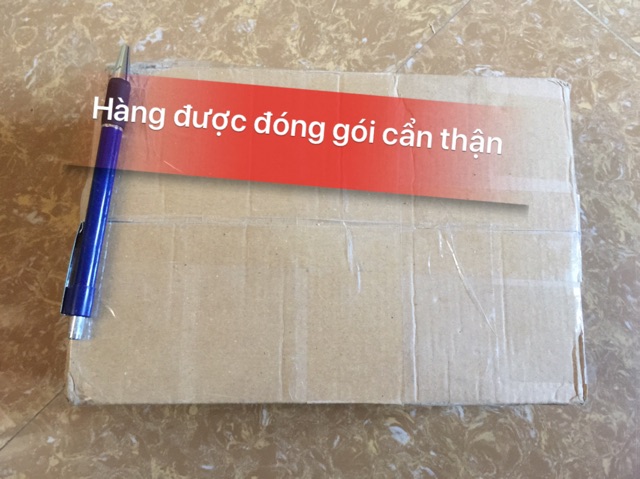 Hàng được đóng gói cẩn thận